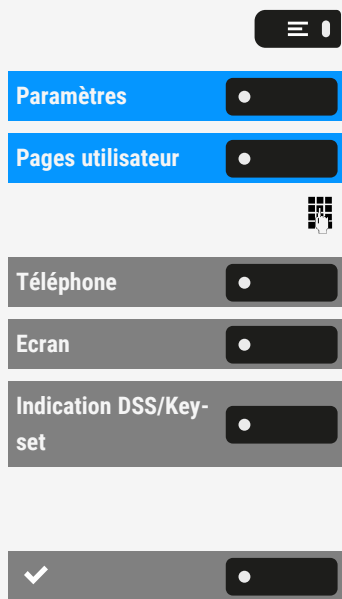 Paramètres
Pages utilisateur
Téléphone
Ecran
Indication DSS/Key-
set